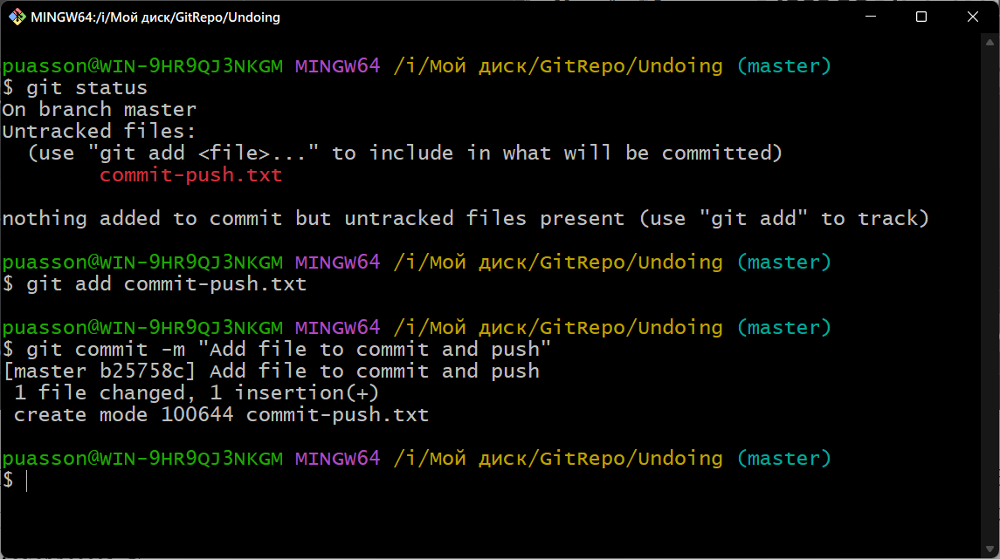 MINGW64:/i/Мой диск/GitRepo/Undoing
puasson@WIN-9HR9QJ3NKGM MINGW64 /i/Мой диск/GitRepo/Undoing (master)
$ git status
On branch master
Untracked files:
  (use "git add <file>..." to include in what will be committed)
        commit-push.txt
nothing added to commit but untracked files present (use "git add" to track)
puasson@WIN-9HR9QJ3NKGM MINGW64 /i/Мой диск/GitRepo/Undoing (master)
$ git add commit-push.txt
puasson@WIN-9HR9QJ3NKGM MINGW64 /i/Мой диск/GitRepo/Undoing (master)
$ git commit -m "Add file to commit and push"
[master b25758c] Add file to commit and push
 1 file changed, 1 insertion(+)
 create mode 100644 commit-push.txt
puasson@WIN-9HR9QJ3NKGM MINGW64 /i/Мой диск/GitRepo/Undoing (master)
$